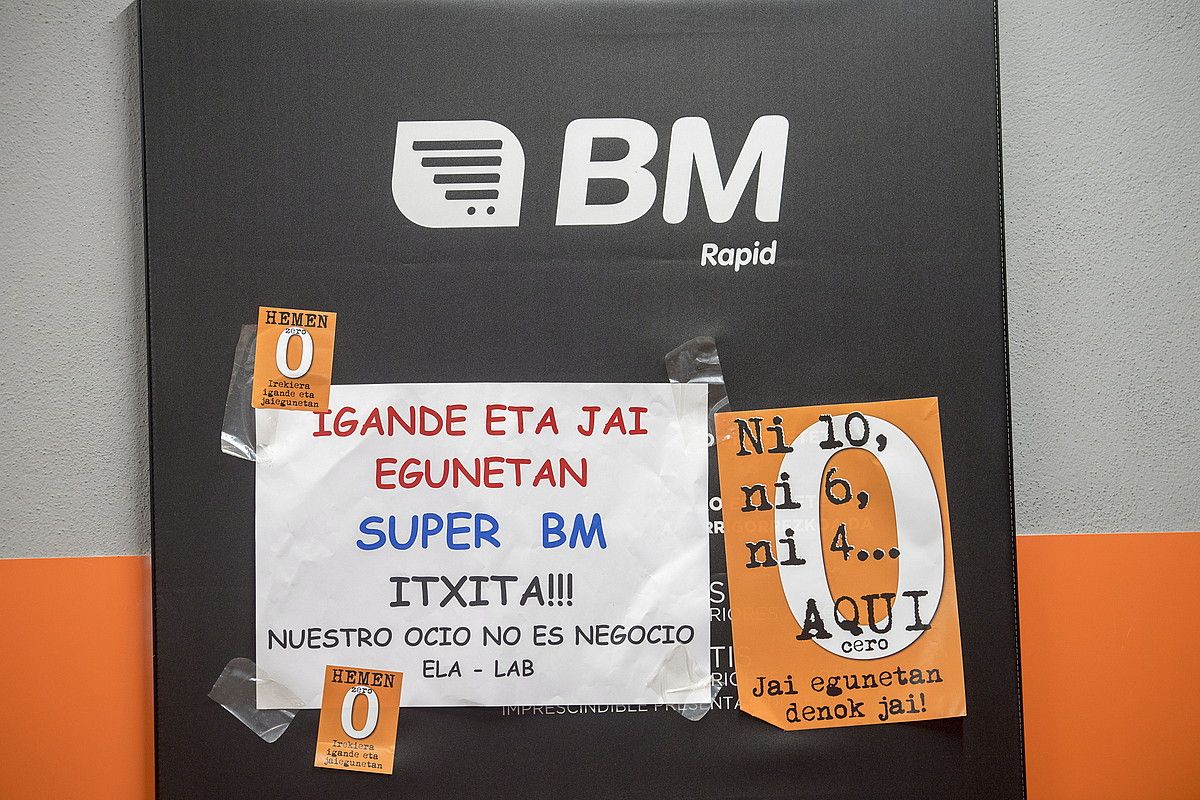 BM
Rapid
HEMEN
zero
0
Irekiera
igande eta
jaiegunetan
IGANDE ETA JAI
EGUNETAN
SUPER BM
ITXITA!!!
NUESTRO OCIO NO ES NEGOCIO
ELA - LAB
HEMEN
zero
0
Irekiera
igande eta
jaiegunetan
Ni 10,
ni 6,
ni 4...
0
AQUI
cero
Jai egunetan
denok jai!
IMPRESCINDIBLE